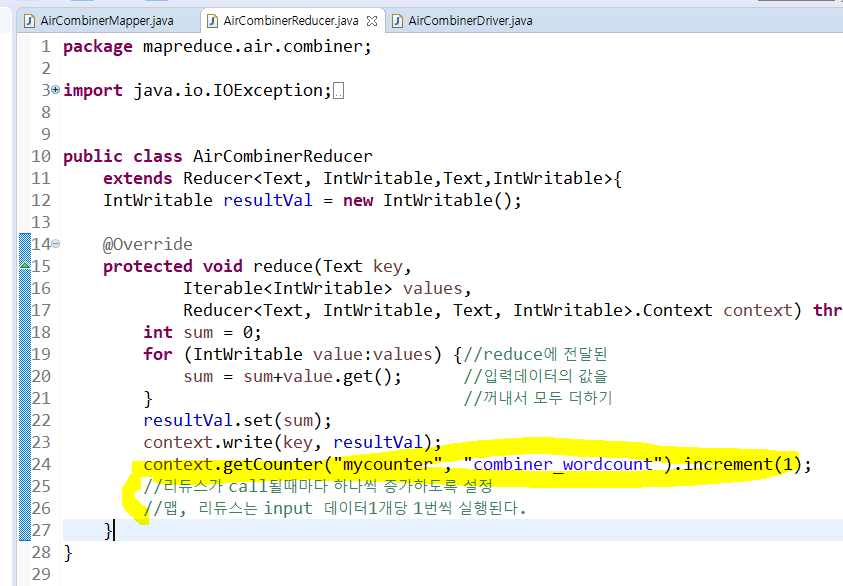 AirCombinerMapper.java AirCombinerReducer.java AirCombinerDriver.java
1 package mapreduce.air.combiner;
2
3 import java.io.IOException;
8
9
10 public class AirCombinerReducer
11 extends Reducer<Text, IntWritable,Text,IntWritable>{
12 IntWritable resultVal = new IntWritable();
13
14 @Override
15 protected void reduce(Text key,
16 Iterable<IntWritable> values,
17 Reducer<Text, IntWritable, Text, IntWritable>.Context context) thr
18 int sum = 0;
19 for (IntWritable value:values) {//reduce에 전달된
20 sum = sum+value.get(); //입력데이터의 값을
21 } //꺼내서 모두 더하기
22 resultVal.set(sum);
23 context.write(key, resultVal);
24 context.getCounter("mycounter", "combiner_wordcount").increment(1);
25 //리듀스가 call될때마다 하나씩 증가하도록 설정
26 //맵, 리듀스는 input 데이터1개당 1번씩 실행된다.
27 }
28 }
29